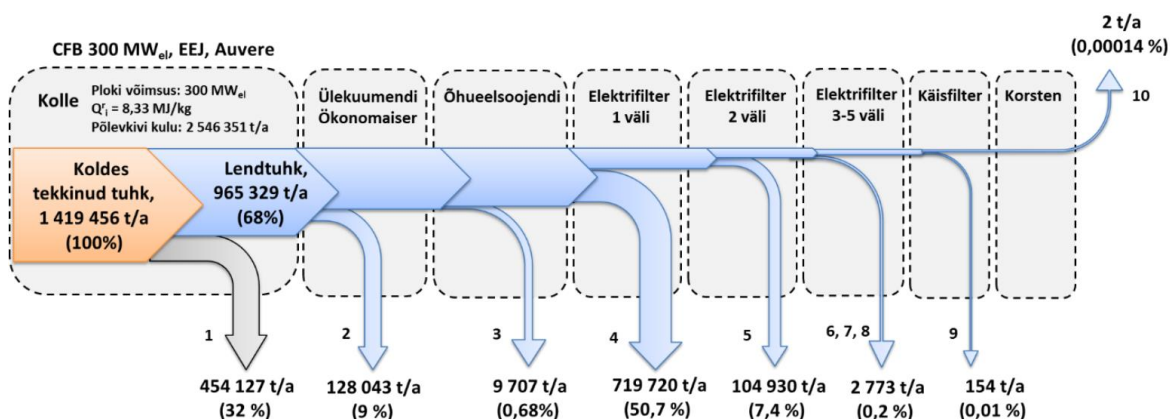 CFB 300 MWel, EEJ, Auvere
2 t/a
(0,00014 %)
10
Kolle
Ploki võimsus: 300 MWel
Qri = 8,33 MJ/kg
Põlevkivi kulu: 2 546 351 t/a
Ülekuumendi
Ökonomaiser
Õhueelsoojendi
Elektrifilter
1 väli
Elektrifilter
2 väli
Elektrifilter
3-5 väli
Käisfilter
Korsten
Koldes
tekkinud tuhk,
1 419 456 t/a
(100%)
Lendtuhk,
965 329 t/a
(68%)
1
2
3
4
5
6, 7, 8
9
454 127 t/a
(32 %)
128 043 t/a
(9 %)
9 707 t/a
(0,68%)
719 720 t/a
(50,7 %)
104 930 t/a
(7,4 %)
2 773 t/a
(0,2 %)
154 t/a
(0,01 %)